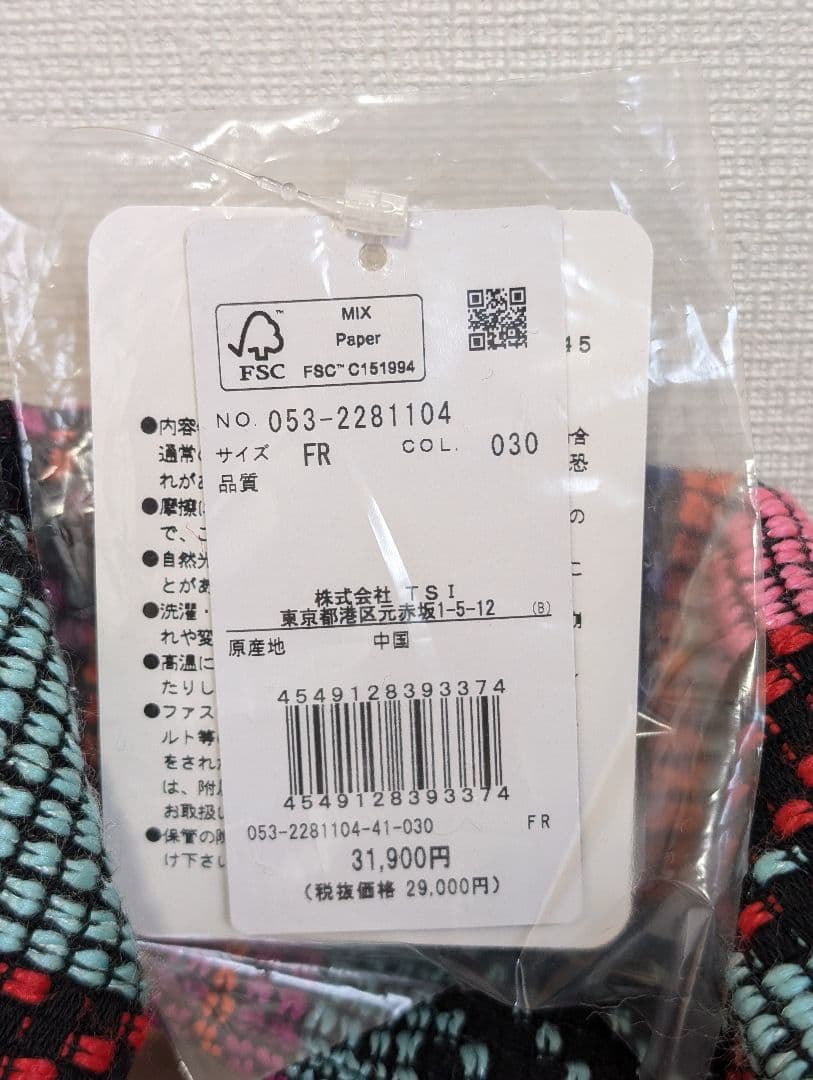 MIX
Paper
FSC
FSC™ C151994
45
NO. 053-2281104
サイズ FR COL. 030
品質
株式会社 TSI
東京都港区元赤坂1-5-12 (B)
原産地 中国
4549128393374
4549128393374
053-2281104-41-030 FR
31,900円
(税抜価格 29,000円)
●内容
通常
れがあ
●摩擦
で、こ
●自然光
とがあ
●洗濯・
れや変
●高温に
たりし
●ファス
ルト等
をされ
は、附
お取扱い
●保管の
け下さい
含
恐
の
に